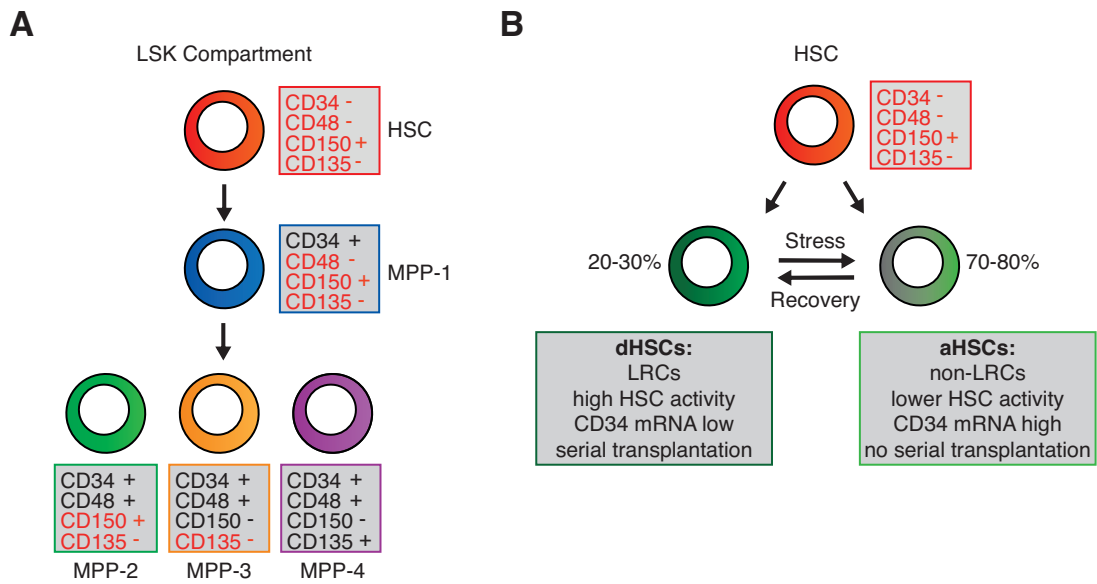 A
LSK Compartment
CD34 -
CD48 -
CD150 +
CD135 -
HSC
CD34 +
CD48 -
CD150 +
CD135 -
MPP-1
CD34 +
CD48 +
CD150 +
CD135 -
MPP-2
CD34 +
CD48 +
CD150 -
CD135 -
MPP-3
CD34 +
CD48 +
CD150 -
CD135 +
MPP-4
B
HSC
CD34 -
CD48 -
CD150 +
CD135 -
20-30%
Stress
Recovery
70-80%
dHSCs:
LRCs
high HSC activity
CD34 mRNA low
serial transplantation
aHSCs:
non-LRCs
lower HSC activity
CD34 mRNA high
no serial transplantation